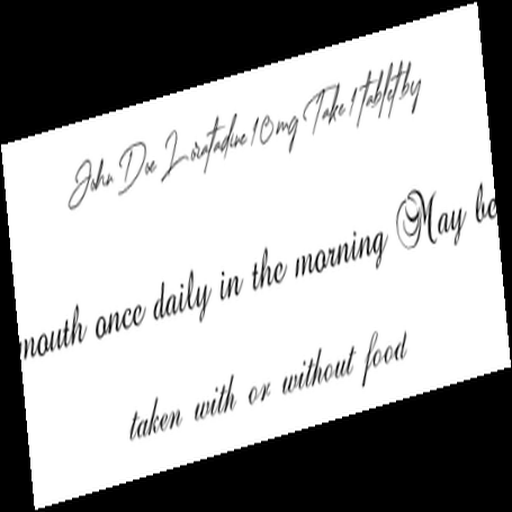 John Doe Loratadine 10mg Take 1 tablet by
mouth once daily in the morning May be
taken with or without food